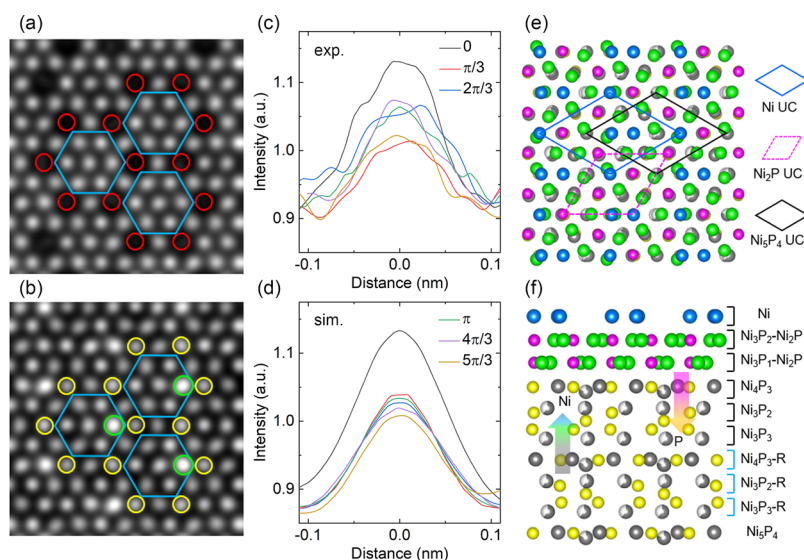 (a)
(b)
(c)
exp.
0
π/3
2π/3
1.1
1.0
0.9
Intensity (a.u.)
-0.1 0.0 0.1
Distance (nm)
(d)
sim.
π
4π/3
5π/3
1.1
1.0
0.9
Intensity (a.u.)
-0.1 0.0 0.1
Distance (nm)
(e)
Ni UC
Ni₂P UC
Ni₅P₄ UC
(f)
Ni
Ni₃P₂-Ni₂P
Ni₃P₁-Ni₂P
Ni₄P₃
Ni₃P₂
Ni₃P₃
Ni₄P₃-R
Ni₃P₂-R
Ni₃P₃-R
Ni₅P₄
Ni
P